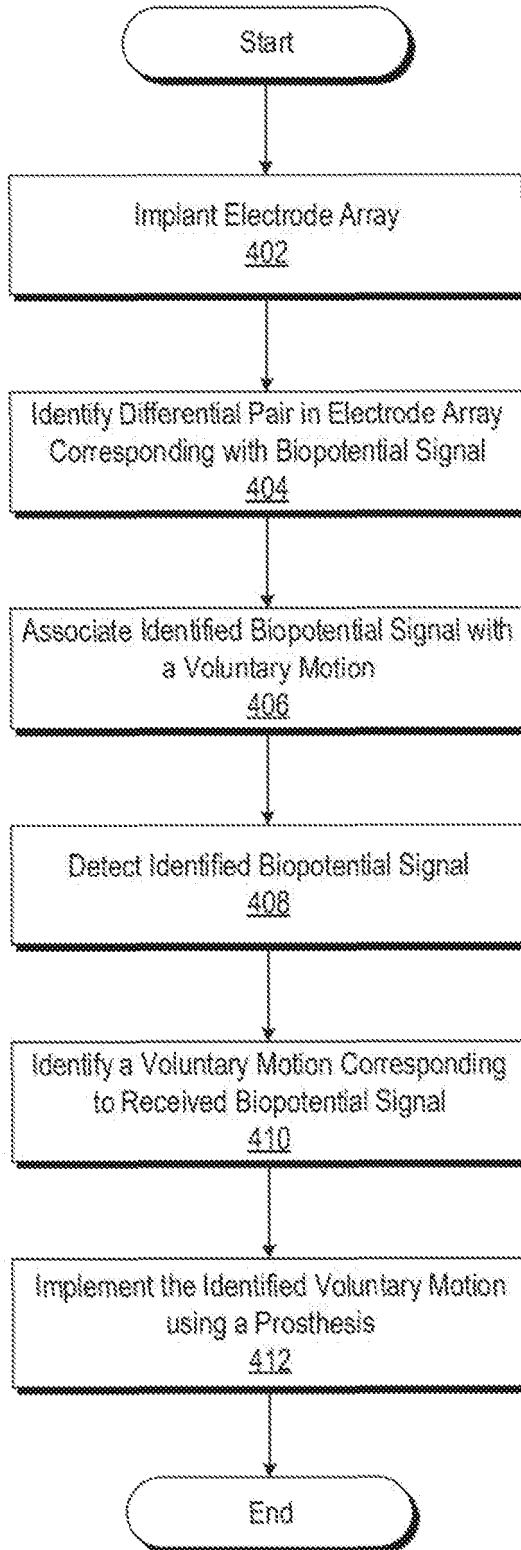 Start
Implant Electrode Array
402
Identify Differential Pair in Electrode Array
Corresponding with Biopotential Signal
404
Associate Identified Biopotential Signal with
a Voluntary Motion
406
Detect Identified Biopotential Signal
408
Identify a Voluntary Motion Corresponding
to Received Biopotential Signal
410
Implement the Identified Voluntary Motion
using a Prosthesis
412
End